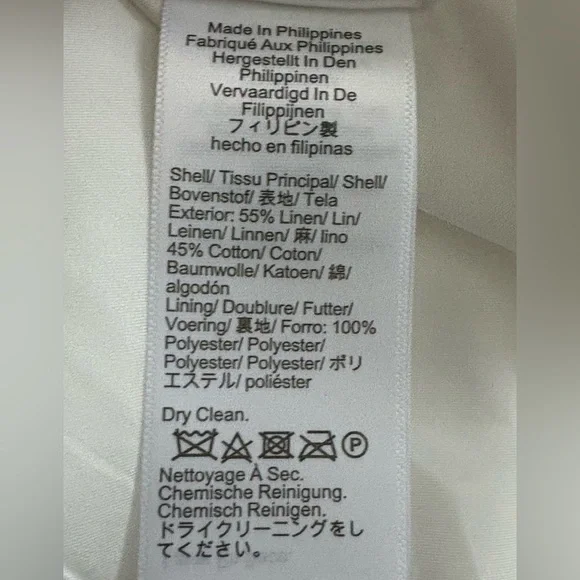 Made In Philippines
Fabriqué Aux Philippines
Hergestellt In Den
Philippinen
Vervaardigd In De
Filippijnen
フィリピン製
hecho en filipinas
Shell/ Tissu Principal/ Shell/
Bovenstof/ 表地/ Tela
Exterior: 55% Linen/ Lin/
Leinen/ Linnen/ 麻/ lino
45% Cotton/ Coton/
Baumwolle/ Katoen/ 綿/
algodón
Lining/ Doublure/ Futter/
Voering/ 裏地/ Forro: 100%
Polyester/ Polyester/
Polyester/ Polyester/ ポリ
エステル/ poliéster
Dry Clean.
P
Nettoyage À Sec.
Chemische Reinigung.
Chemisch Reinigen.
ドライクリーニングをし
てください。